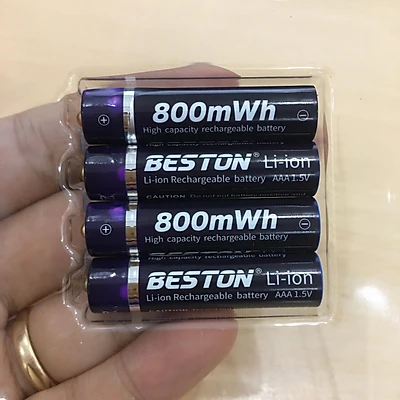 800mWh
High capacity rechargeable battery
BESTON® Li-ion
Li-ion Rechargeable battery AAA 1.5V
800mWh
High capacity rechargeable battery
BESTON® Li-ion
Li-ion Rechargeable battery AAA 1.5V